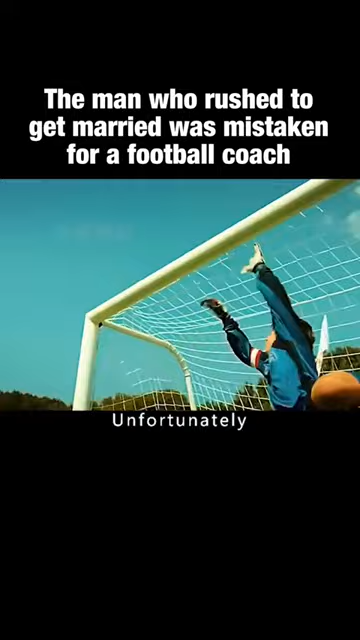 The man who rushed to
get married was mistaken
for a football coach
Unfortunately